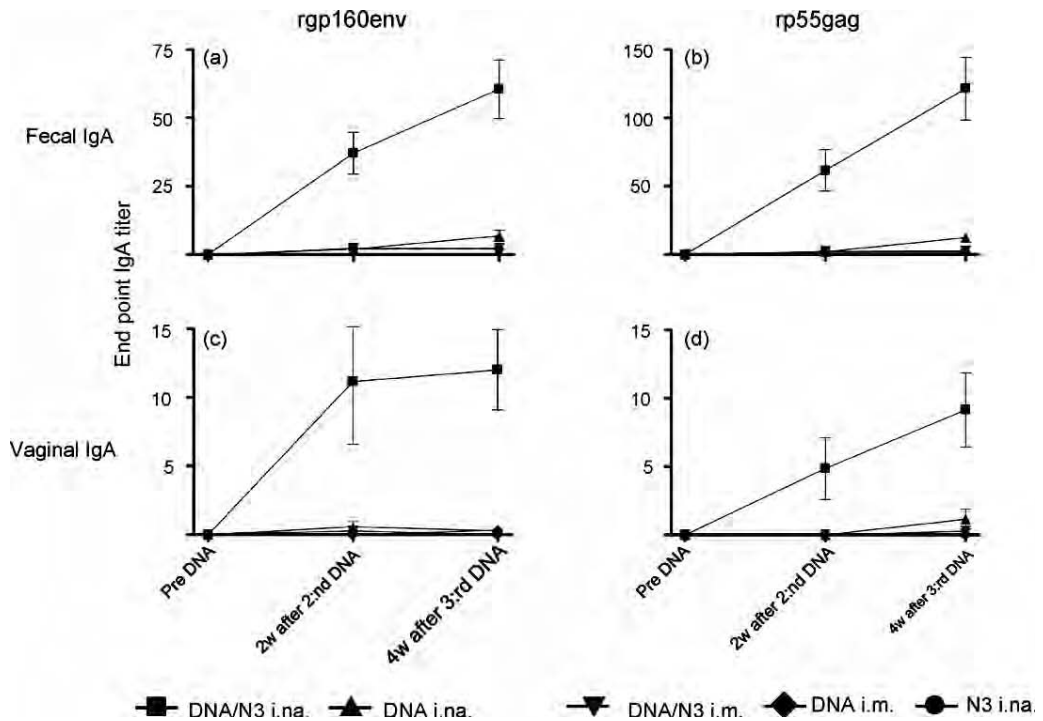 rgp160env
rp55gag
(a)
75
50
25
(b)
150
100
50
Fecal IgA
End point IgA titer
(c)
15
10
5
(d)
15
10
5
Vaginal IgA
Pre DNA
2w after 2:nd DNA
4w after 3:rd DNA
Pre DNA
2w after 2:nd DNA
4w after 3:rd DNA
DNA/N3 i.na.
DNA i.na.
DNA/N3 i.m.
DNA i.m.
N3 i.na.